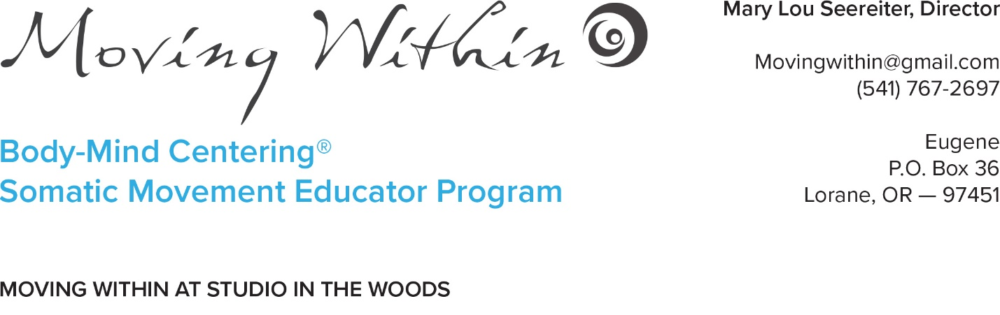 Moving Within
Body-Mind Centering®
Somatic Movement Educator Program
MOVING WITHIN AT STUDIO IN THE WOODS
Mary Lou Seereiter, Director
Movingwithin@gmail.com
(541) 767-2697
Eugene
P.O. Box 36
Lorane, OR — 97451